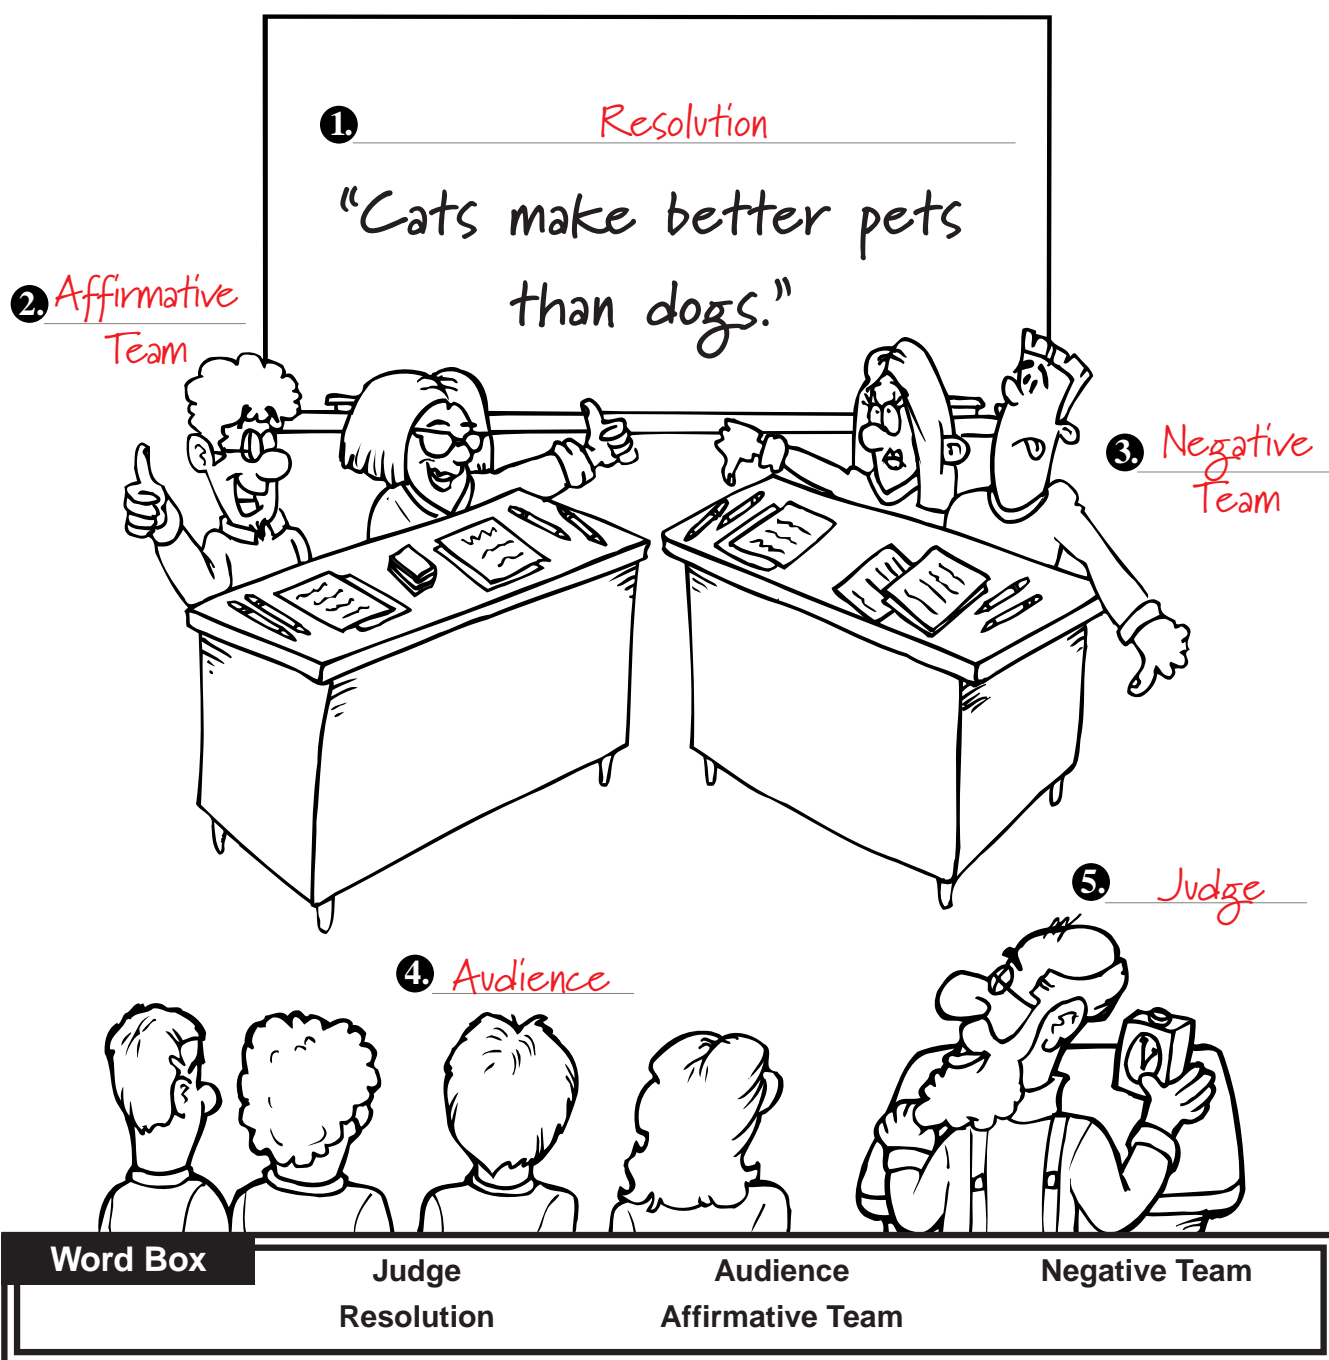 1. Resolution
"Cats make better pets
than dogs."
2. Affirmative
Team
3. Negative
Team
4. Audience
5. Judge
Word Box
Judge Audience Negative Team
Resolution Affirmative Team